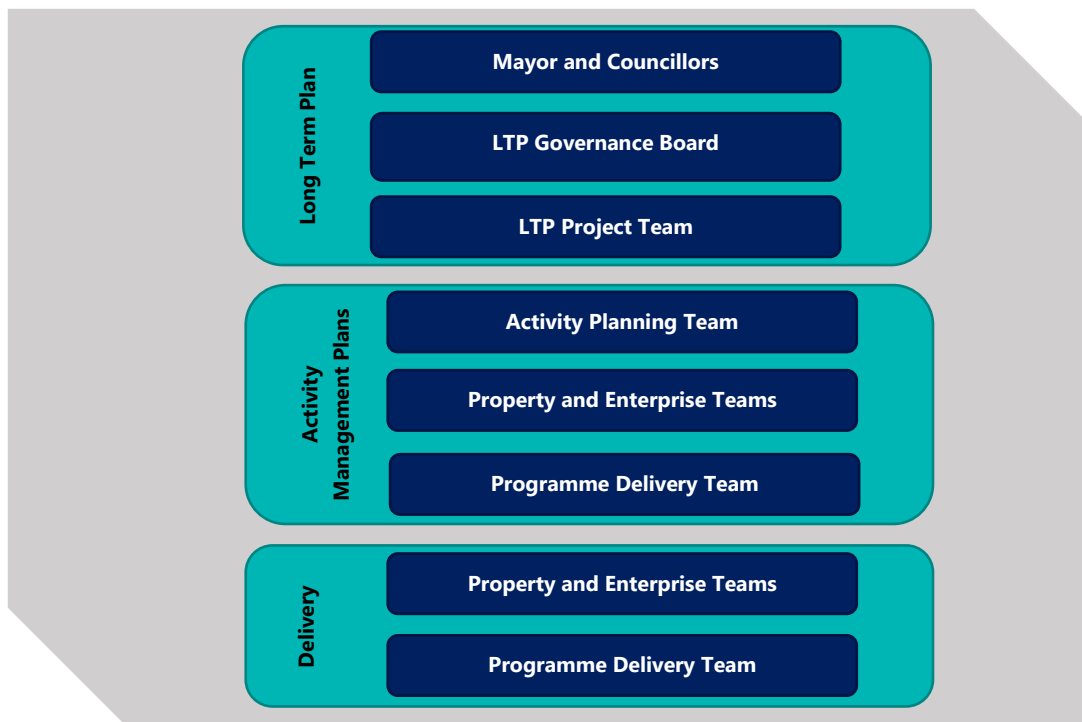 Long Term Plan
Mayor and Councillors
LTP Governance Board
LTP Project Team
Activity
Management Plans
Activity Planning Team
Property and Enterprise Teams
Programme Delivery Team
Delivery
Property and Enterprise Teams
Programme Delivery Team